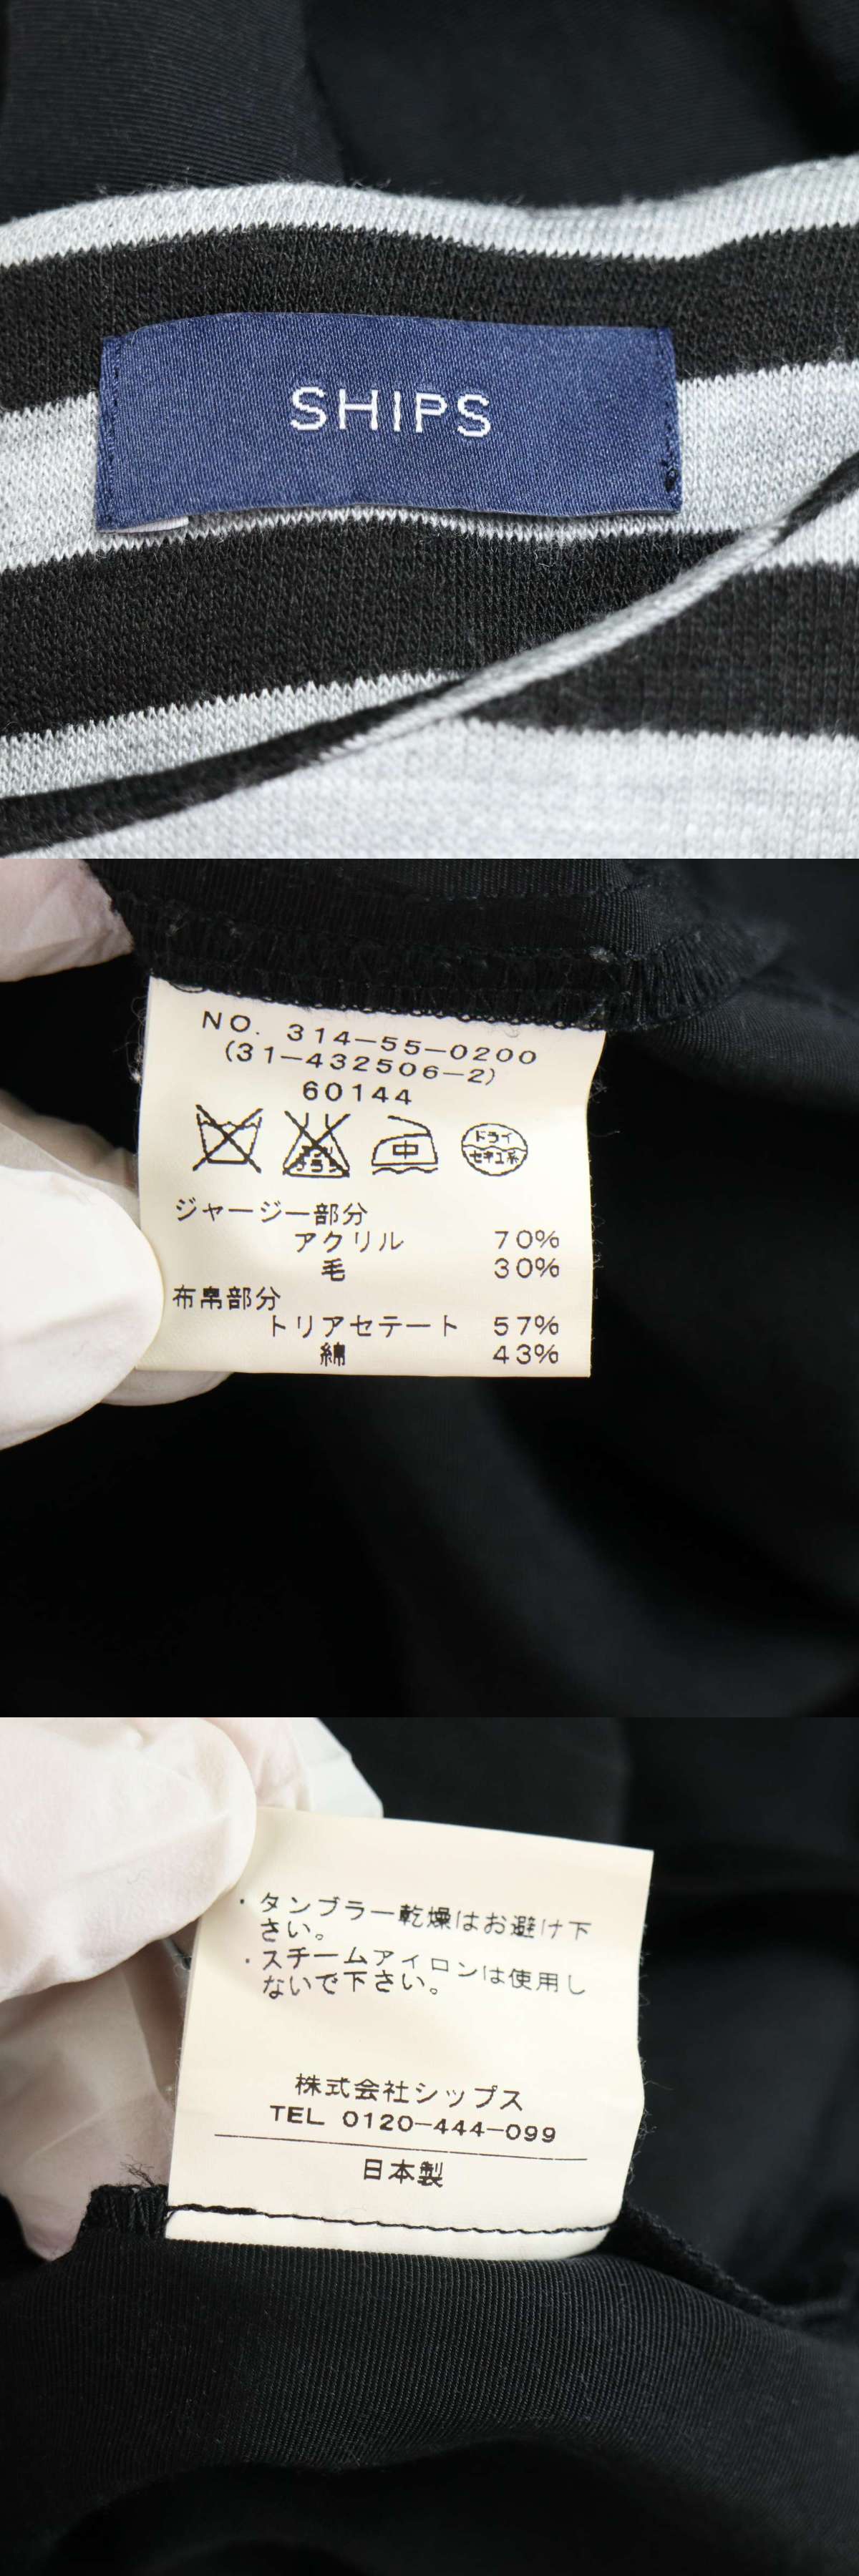 SHIPS
NO. 314-55-0200
(31-432506-2)
60144
中
ドライ
セキユ系
ジャージー部分
アクリル 70%
毛 30%
布帛部分
トリアセテート 57%
綿 43%
・タンブラー乾燥はお避け下
さい。
・スチームアイロンは使用し
ないで下さい。
株式会社シップス
TEL 0120-444-099
日本製